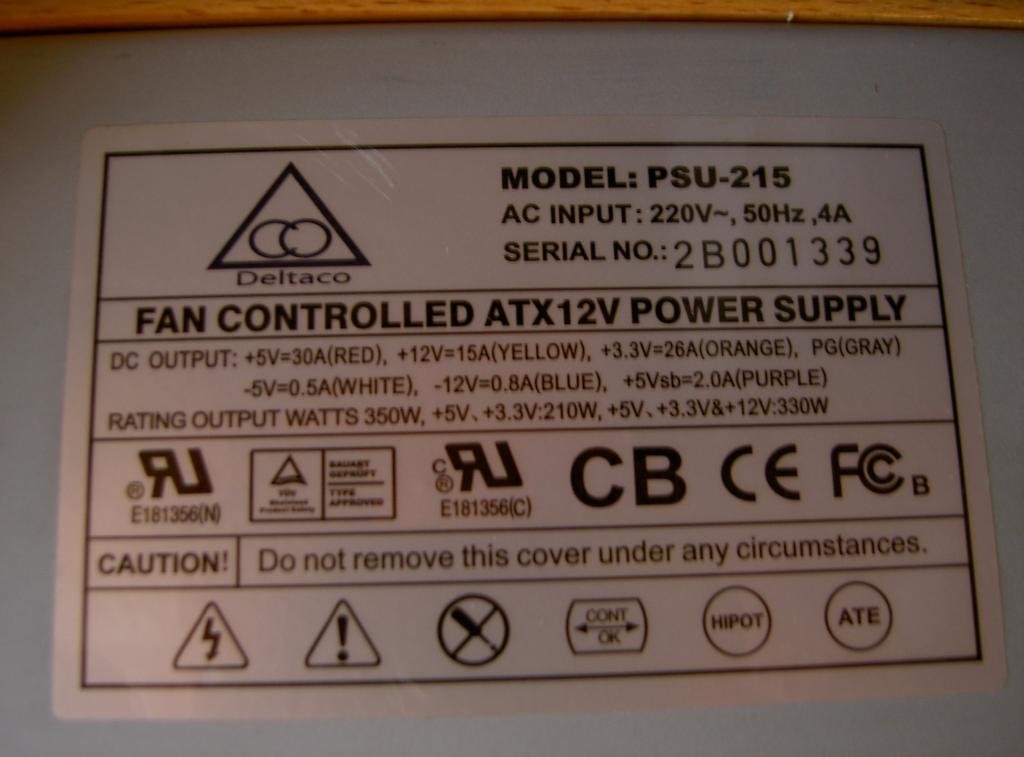 MODEL: PSU-215
AC INPUT: 220V~, 50Hz ,4A
SERIAL NO.: 2B001339
Deltaco
FAN CONTROLLED ATX12V POWER SUPPLY
DC OUTPUT: +5V=30A(RED), +12V=15A(YELLOW), +3.3V=26A(ORANGE), PG(GRAY)
-5V=0.5A(WHITE), -12V=0.8A(BLUE), +5Vsb=2.0A(PURPLE)
RATING OUTPUT WATTS 350W, +5V、+3.3V:210W, +5V、+3.3V&+12V:330W
E181356(N)
TÜV
Rheinland
Product Safety
BAUART
GEPRÜFT
TYPE
APPROVED
E181356(C)
CB CE FC B
CAUTION! Do not remove this cover under any circumstances.
CONT
OK
HIPOT
ATE